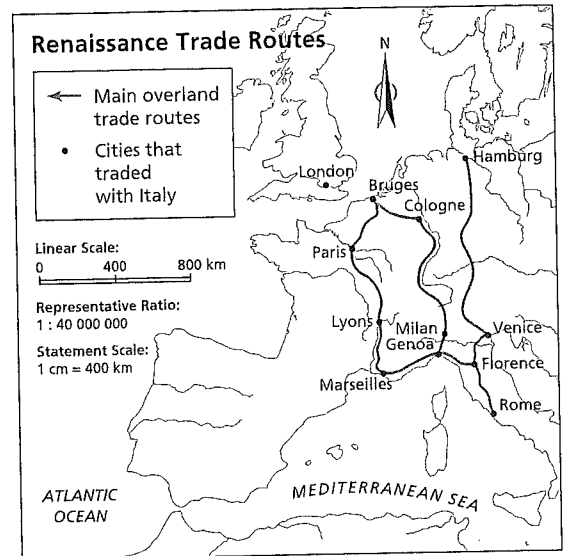 Renaissance Trade Routes
Main overland
trade routes
Cities that
traded
with Italy
Linear Scale:
0 400 800 km
Representative Ratio:
1 : 40 000 000
Statement Scale:
1 cm = 400 km
N
London
Hamburg
Bruges
Cologne
Paris
Lyons
Milan
Venice
Genoa
Florence
Marseilles
Rome
ATLANTIC
OCEAN
MEDITERRANEAN SEA